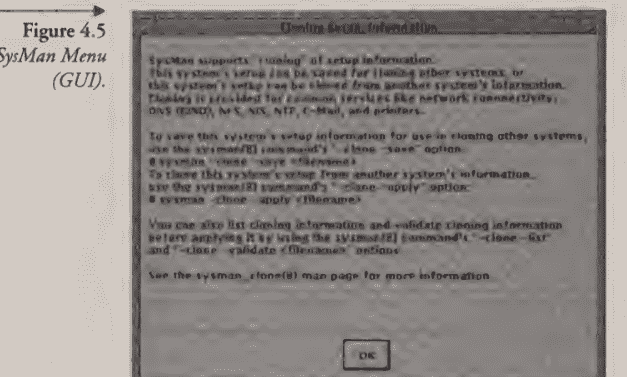 Figure 4.5
SysMan Menu
(GUI).
Cloning Setup Information
SysMan supports "cloning" of setup information.
This system's setup can be saved for cloning other systems, or
this system's setup can be cloned from another system's information.
Cloning is provided for common services like network connectivity,
DNS (BIND), NFS, NIS, NTP, E-Mail, and printers.
To save this system's setup information for use in cloning other systems,
use the sysman(8) command's "-clone -save" option:
# sysman -clone -save <filename>
To clone this system's setup from another system's information,
use the sysman(8) command's "-clone -apply" option:
# sysman -clone -apply <filename>
You can also list cloning information and validate cloning information
before applying it by using the sysman(8) command's "-clone -list"
and "-clone -validate <filename>" options
See the sysman_clone(8) man page for more information
OK